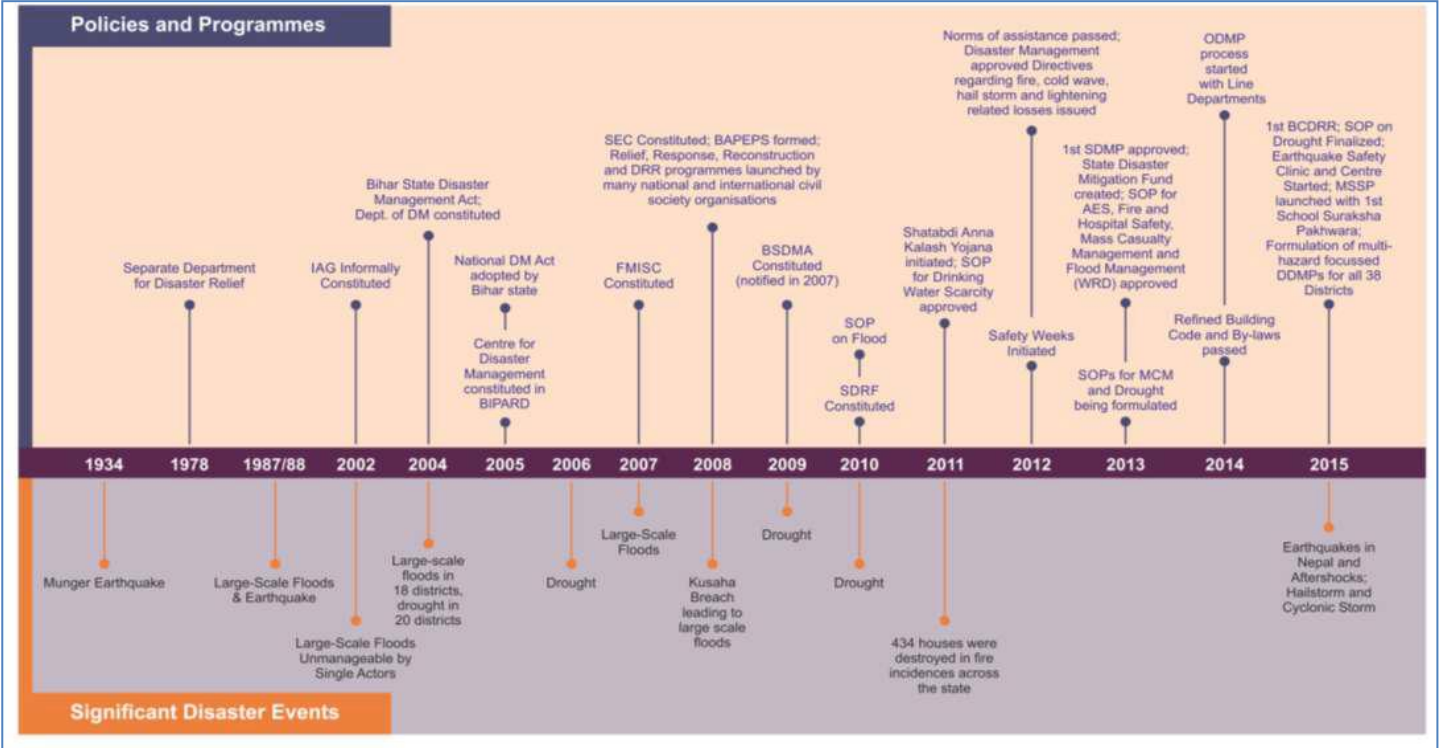 Policies and Programmes
Separate Department
for Disaster Relief
IAG Informally
Constituted
Bihar State Disaster
Management Act;
Dept. of DM constituted
National DM Act
adopted by
Bihar state
Centre for
Disaster
Management
constituted in
BIPARD
FMISC
Constituted
SEC Constituted; BAPEPS formed;
Relief, Response, Reconstruction
and DRR programmes launched by
many national and international civil
society organisations
BSDMA
Constituted
(notified in 2007)
SOP
on Flood
SDRF
Constituted
Shatabdi Anna
Kalash Yojana
initiated; SOP
for Drinking
Water Scarcity
approved
Norms of assistance passed;
Disaster Management
approved Directives
regarding fire, cold wave,
hail storm and lightening
related losses issued
Safety Weeks
Initiated
1st SDMP approved;
State Disaster
Mitigation Fund
created; SOP for
AES, Fire and
Hospital Safety,
Mass Casualty
Management and
Flood Management
(WRD) approved
SOPs for MCM
and Drought
being formulated
ODMP
process
started
with Line
Departments
Refined Building
Code and By-laws
passed
1st BCDRR; SOP on
Drought Finalized;
Earthquake Safety
Clinic and Centre
Started; MSSP
launched with 1st
School Suraksha
Pakhwara;
Formulation of multi-
hazard focussed
DDMPs for all 38
Districts
1934 1978 1987/88 2002 2004 2005 2006 2007 2008 2009 2010 2011 2012 2013 2014 2015
Munger Earthquake
Large-Scale Floods
& Earthquake
Large-Scale Floods
Unmanageable by
Single Actors
Large-scale
floods in
18 districts,
drought in
20 districts
Drought
Large-Scale
Floods
Kusaha
Breach
leading to
large scale
floods
Drought
Drought
434 houses were
destroyed in fire
incidences across
the state
Earthquakes in
Nepal and
Aftershocks;
Hailstorm and
Cyclonic Storm
Significant Disaster Events